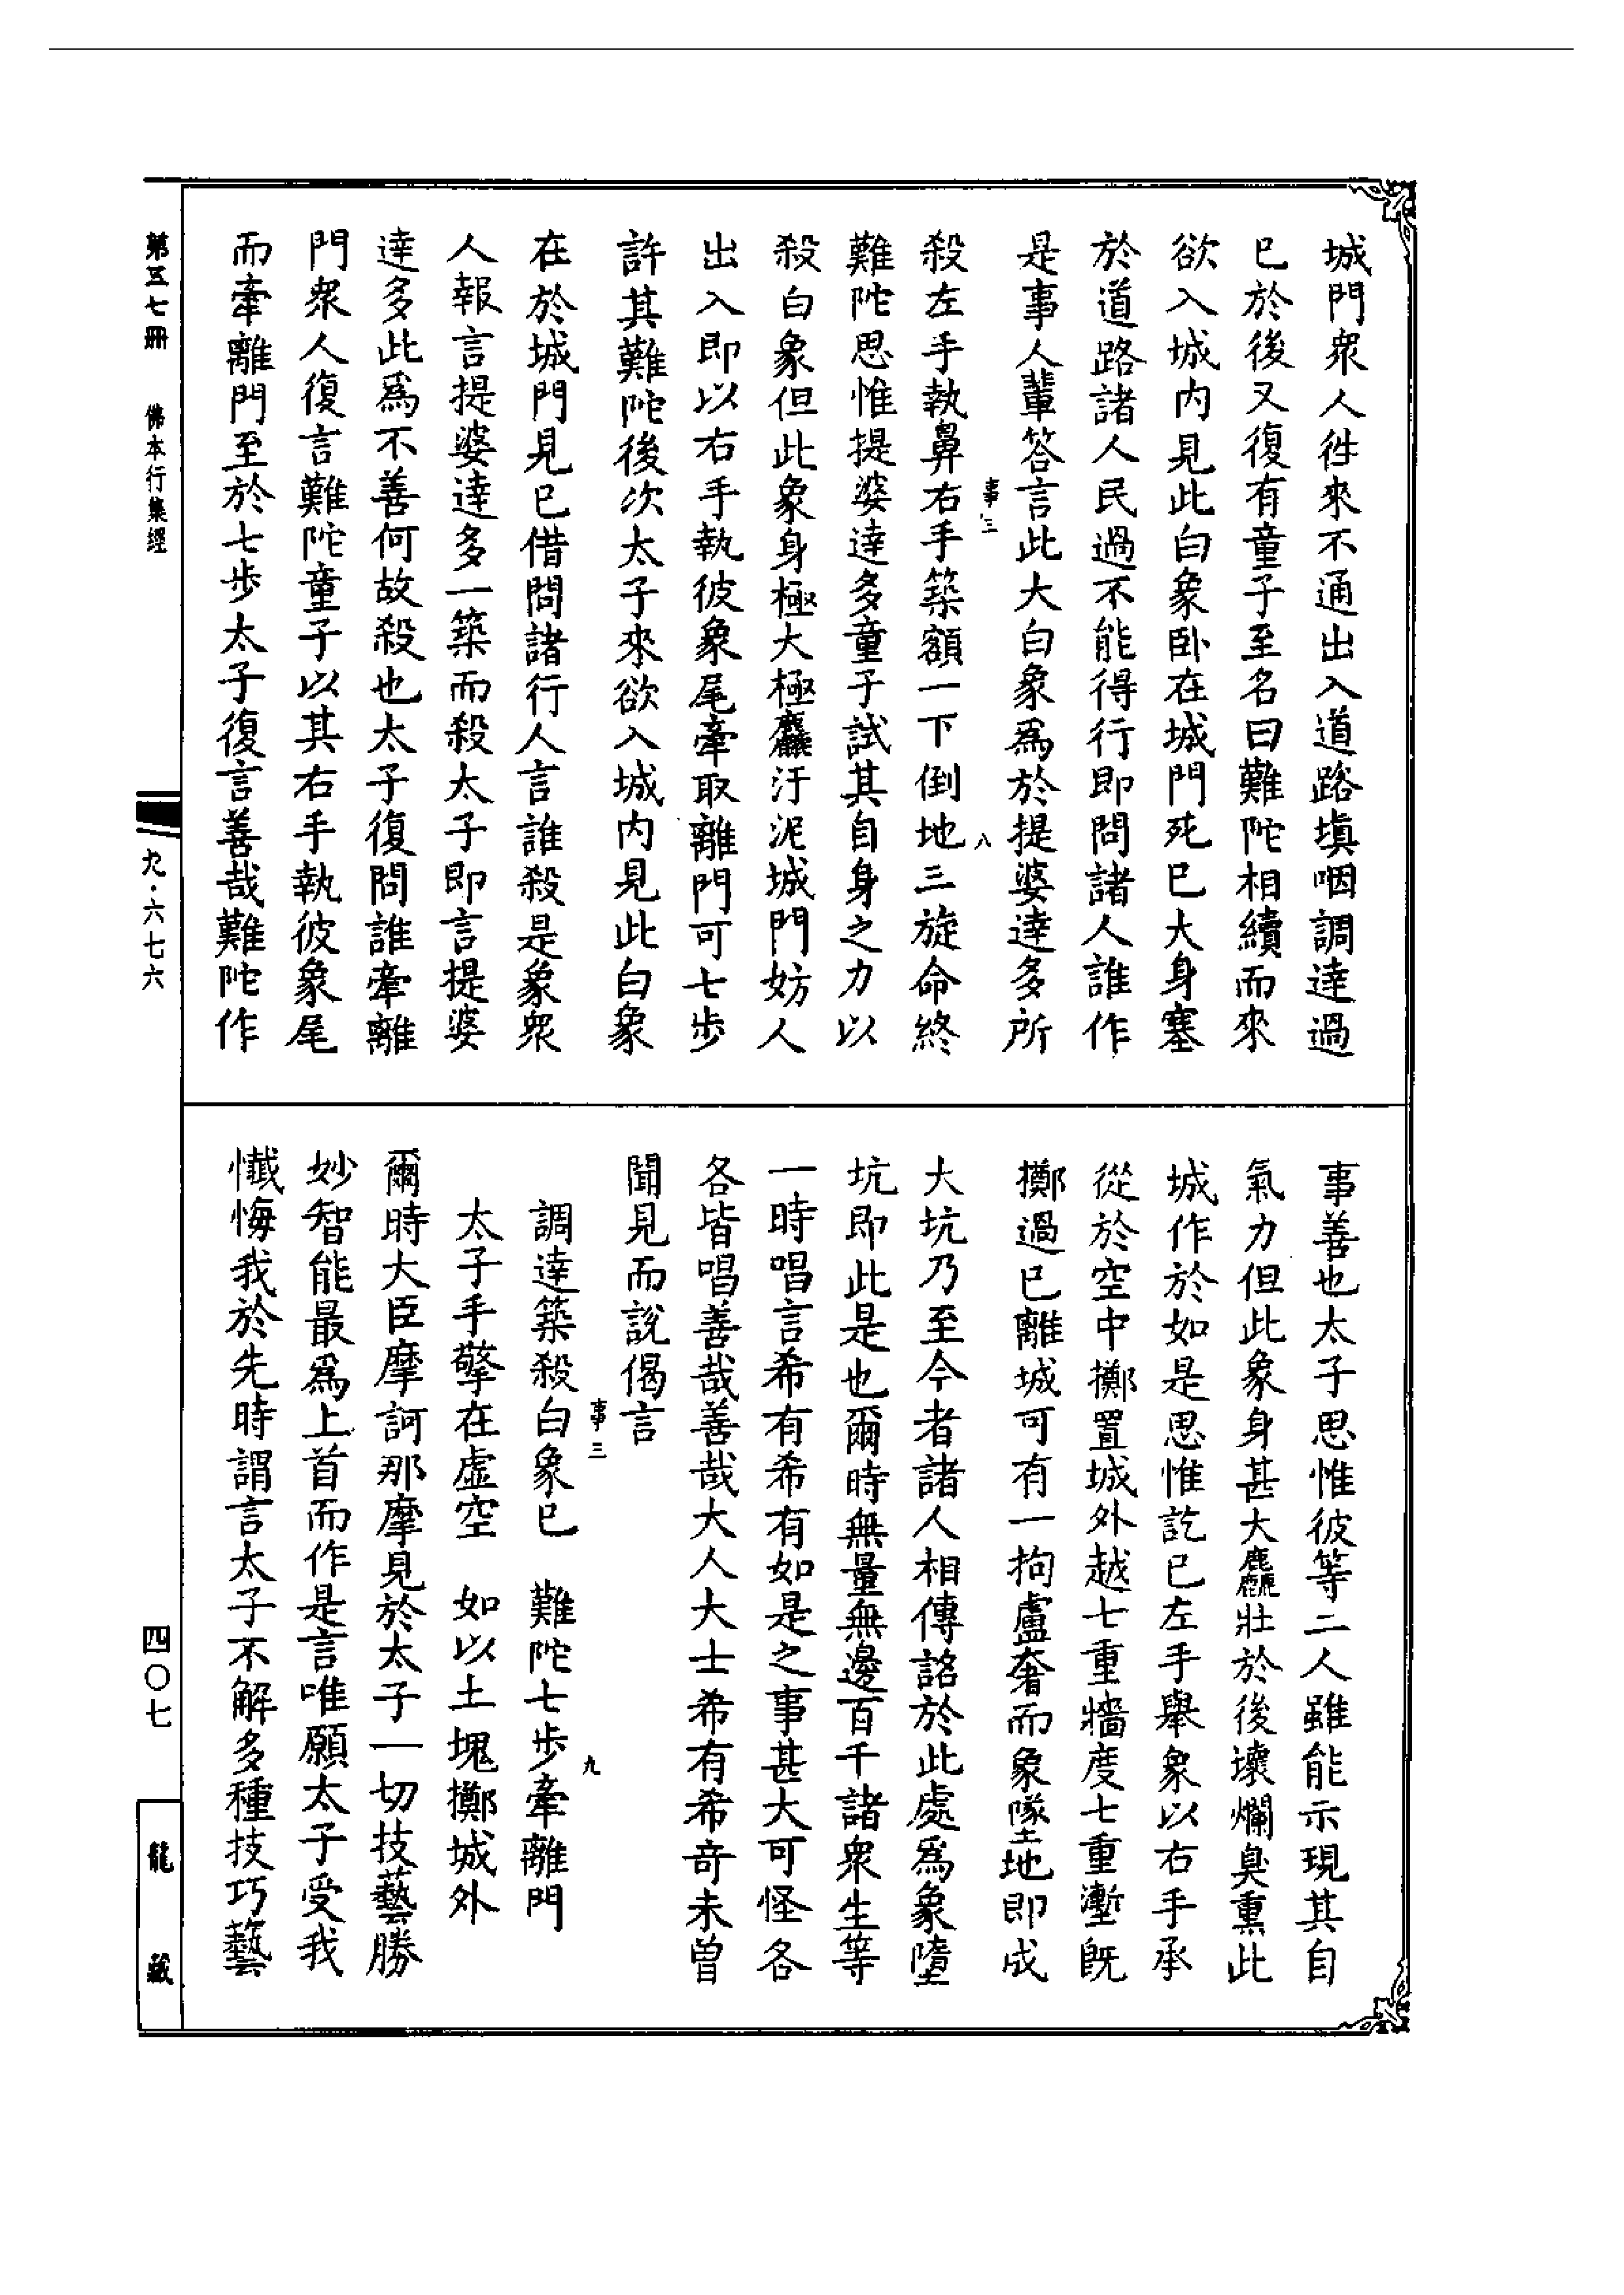 城門衆人徃來不通出入道路塡咽調達過
已於後又復有童子至名曰難陀相續而來
欲入城内見此白象卧在城門死已大身塞
於道路諸人民過不能得行即問諸人誰作
是事人輩答言此大白象爲於提婆達多所
事三
八
殺左手執鼻右手築額一下倒地三旋命終
難陀思惟提婆達多童子試其自身之力以
殺白象但此象身極大極麤汙泥城門妨人
出入即以右手執彼象尾牽取離門可七步
許其難陀後次太子來欲入城内見此白象
在於城門見已借問諸行人言誰殺是象衆
人報言提婆達多一築而殺太子即言提婆
達多此爲不善何故殺也太子復問誰牽離
門衆人復言難陀童子以其右手執彼象尾
而牽離門至於七步太子復言善哉難陀作
事善也太子思惟彼等二人雖能示現其自
氣力但此象身甚大麤壯於後壞爛臭熏此
城作於如是思惟訖已左手舉象以右手承
從於空中擲置城外越七重牆度七重壍旣
擲過已離城可有一拘盧奢而象墜地即成
大坑乃至今者諸人相傳詺於此處爲象墮
坑即此是也爾時無量無邊百千諸衆生等
一時唱言希有希有如是之事甚大可怪各
各皆唱善哉善哉大人大士希有希奇未曾
聞見而說偈言
事三
九
調達築殺白象已　難陀七步牽離門
太子手擎在虛空　如以土塊擲城外
爾時大臣摩訶那摩見於太子一切技藝勝
妙智能最爲上首而作是言唯願太子受我
懺悔我於先時謂言太子不解多種技巧藝
第三七冊　佛本行集經
九·六七六
四〇七
龍藏